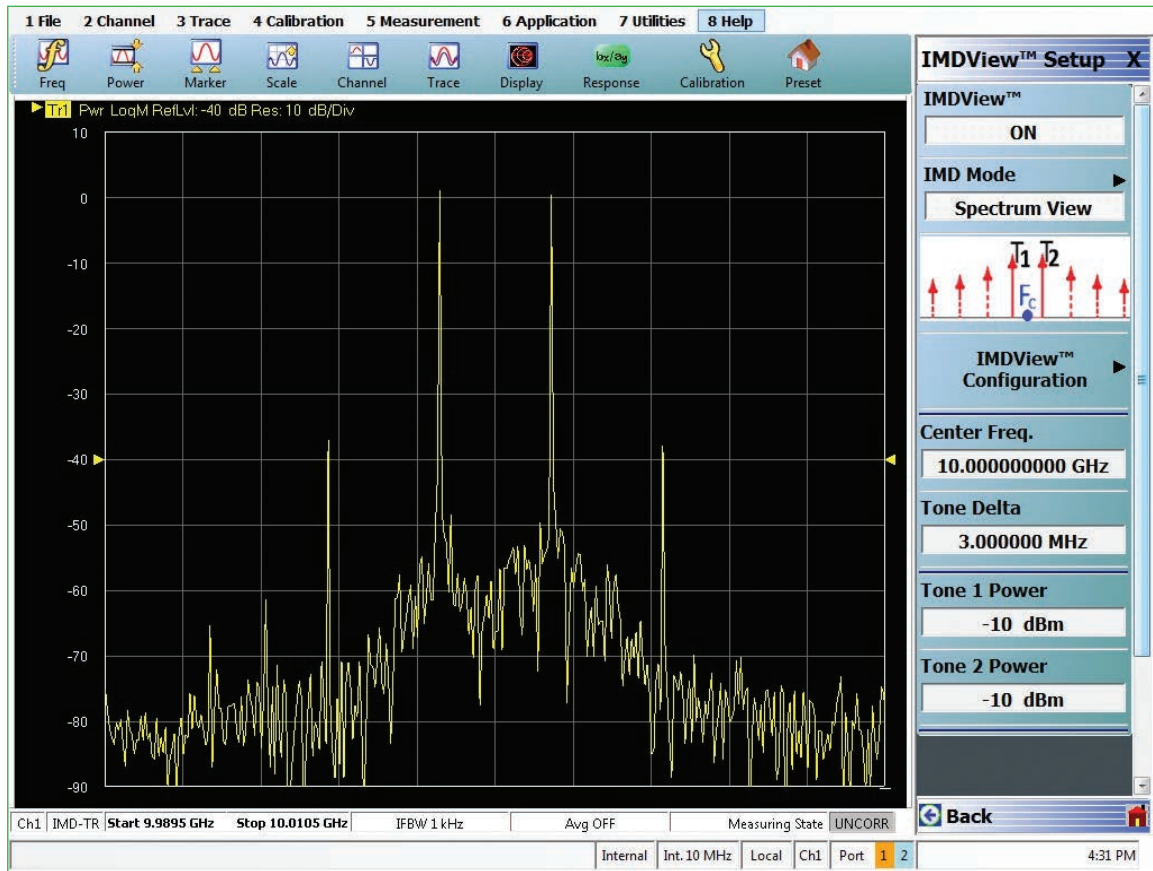 1 File 2 Channel 3 Trace 4 Calibration 5 Measurement 6 Application 7 Utilities 8 Help
Freq Power Marker Scale Channel Trace Display bx/ay Response Calibration Preset
Tr1 Pwr LogM RefLvl: -40 dB Res: 10 dB/Div
10
0
-10
-20
-30
-40
-50
-60
-70
-80
-90
Ch1 IMD-TR Start 9.9895 GHz Stop 10.0105 GHz IFBW 1 kHz Avg OFF Measuring State UNCORR
IMDView™ Setup X
IMDView™
ON
IMD Mode
Spectrum View
T1 T2
Fc
IMDView™
Configuration
Center Freq.
10.000000000 GHz
Tone Delta
3.000000 MHz
Tone 1 Power
-10 dBm
Tone 2 Power
-10 dBm
Back
Internal Int. 10 MHz Local Ch1 Port 1 2 4:31 PM